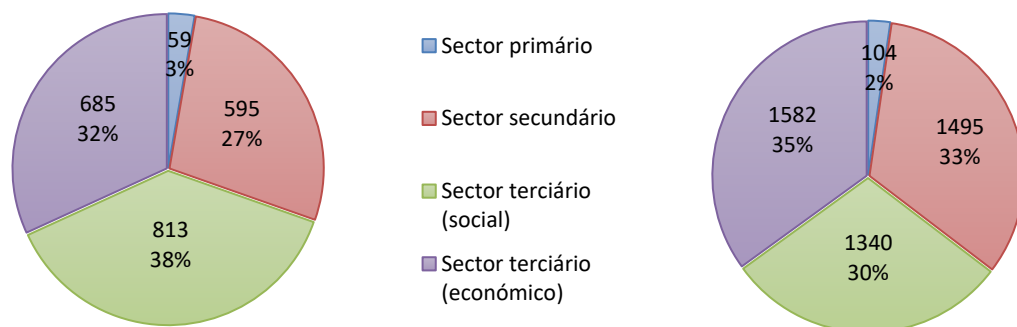 59
3%
595
27%
813
38%
685
32%
Sector primário
Sector secundário
Sector terciário
(social)
Sector terciário
(económico)
104
2%
1495
33%
1340
30%
1582
35%